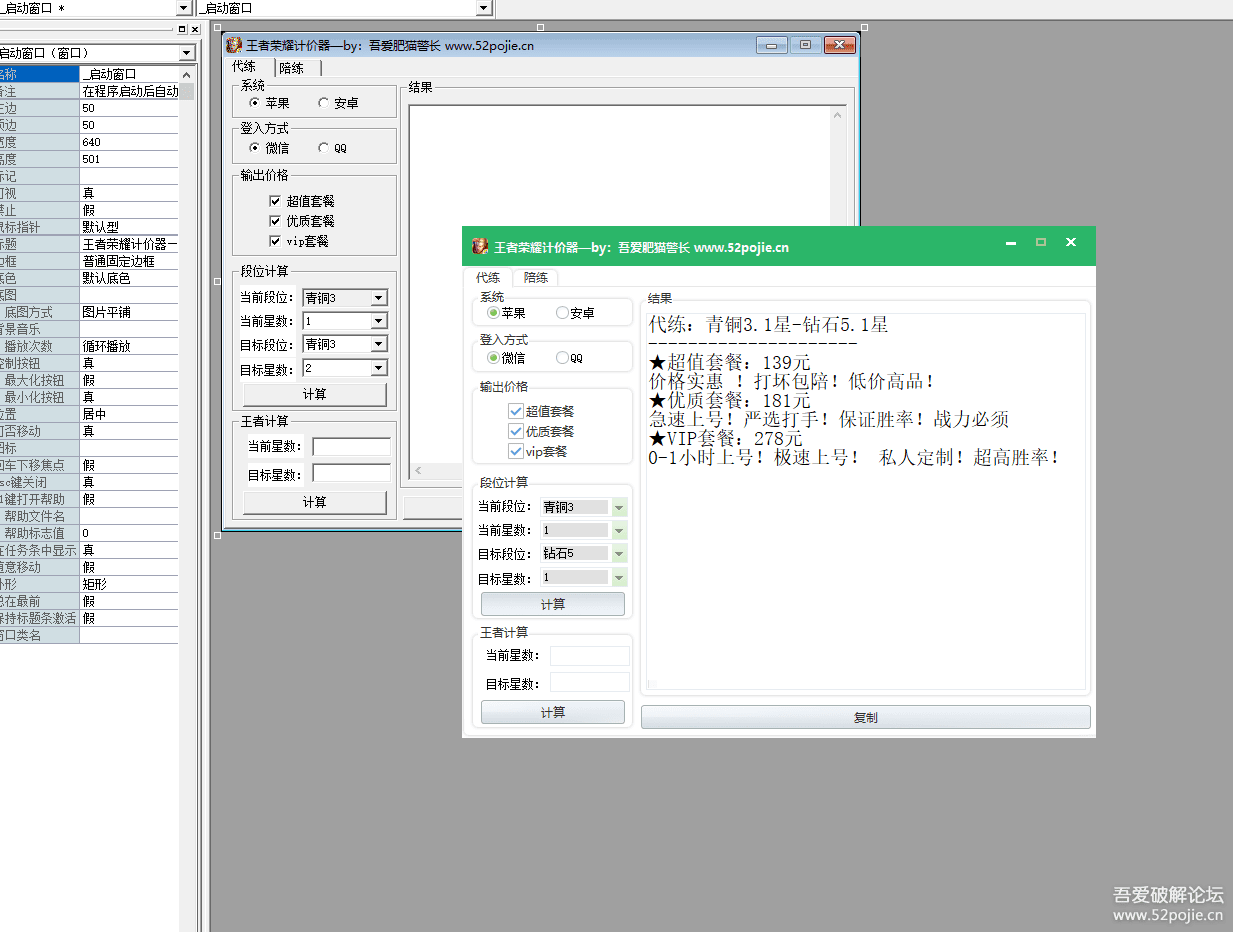 _启动窗口 *
_启动窗口
启动窗口（窗口）
名称 _启动窗口
备注 在程序启动后自动
左边 50
顶边 50
宽度 640
高度 501
标记
可视 真
禁止 假
鼠标指针 默认型
标题 王者荣耀计价器一
边框 普通固定边框
底色 默认底色
底图
底图方式 图片平铺
背景音乐
播放次数 循环播放
控制按钮 真
最大化按钮 假
最小化按钮 真
位置 居中
可否移动 真
图标
回车下移焦点 假
Esc键关闭 真
F1键打开帮助 假
帮助文件名
帮助标志值 0
在任务条中显示 真
随意移动 假
外形 矩形
总在最前 假
保持标题条激活 假
窗口类名
王者荣耀计价器—by：吾爱肥猫警长 www.52pojie.cn
代练 陪练
系统
苹果 安卓
登入方式
微信 QQ
输出价格
超值套餐
优质套餐
vip套餐
段位计算
当前段位： 青铜3
当前星数： 1
目标段位： 青铜3
目标星数： 2
计算
王者计算
当前星数：
目标星数：
计算
结果
王者荣耀计价器—by：吾爱肥猫警长 www.52pojie.cn
代练 陪练
系统
苹果 安卓
登入方式
微信 QQ
输出价格
超值套餐
优质套餐
vip套餐
段位计算
当前段位： 青铜3
当前星数： 1
目标段位： 钻石5
目标星数： 1
计算
王者计算
当前星数：
目标星数：
计算
结果
代练：青铜3.1星-钻石5.1星
---------------------
★超值套餐：139元
价格实惠 ！打坏包陪！低价高品！
★优质套餐：181元
急速上号！严选打手！保证胜率！战力必须
★VIP套餐：278元
0-1小时上号！极速上号！ 私人定制！超高胜率！
复制
吾爱破解论坛
www.52pojie.cn